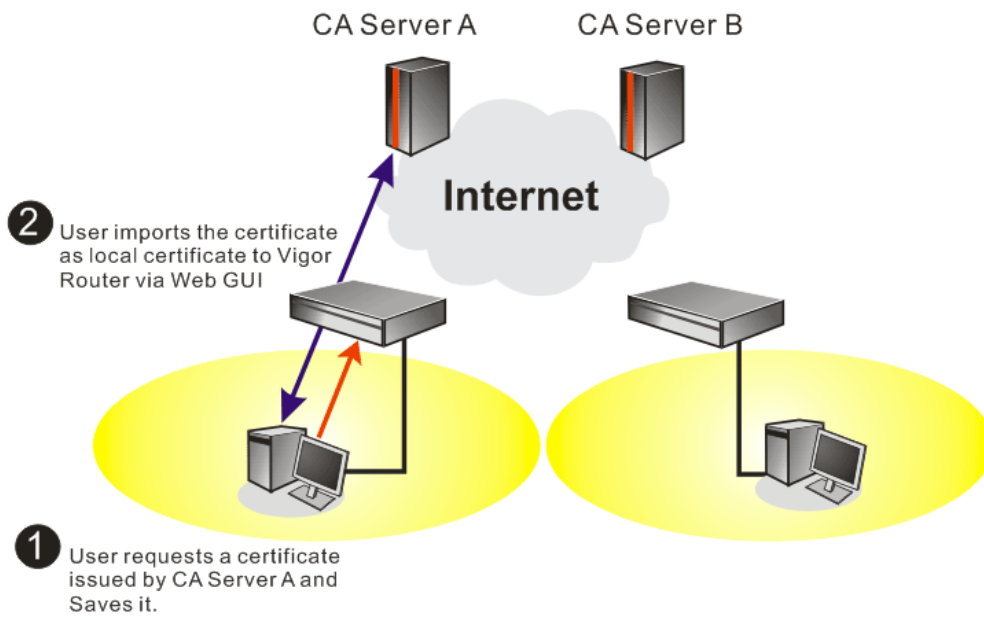 CA Server A
CA Server B
Internet
2
User imports the certificate
as local certificate to Vigor
Router via Web GUI
1
User requests a certificate
issued by CA Server A and
Saves it.